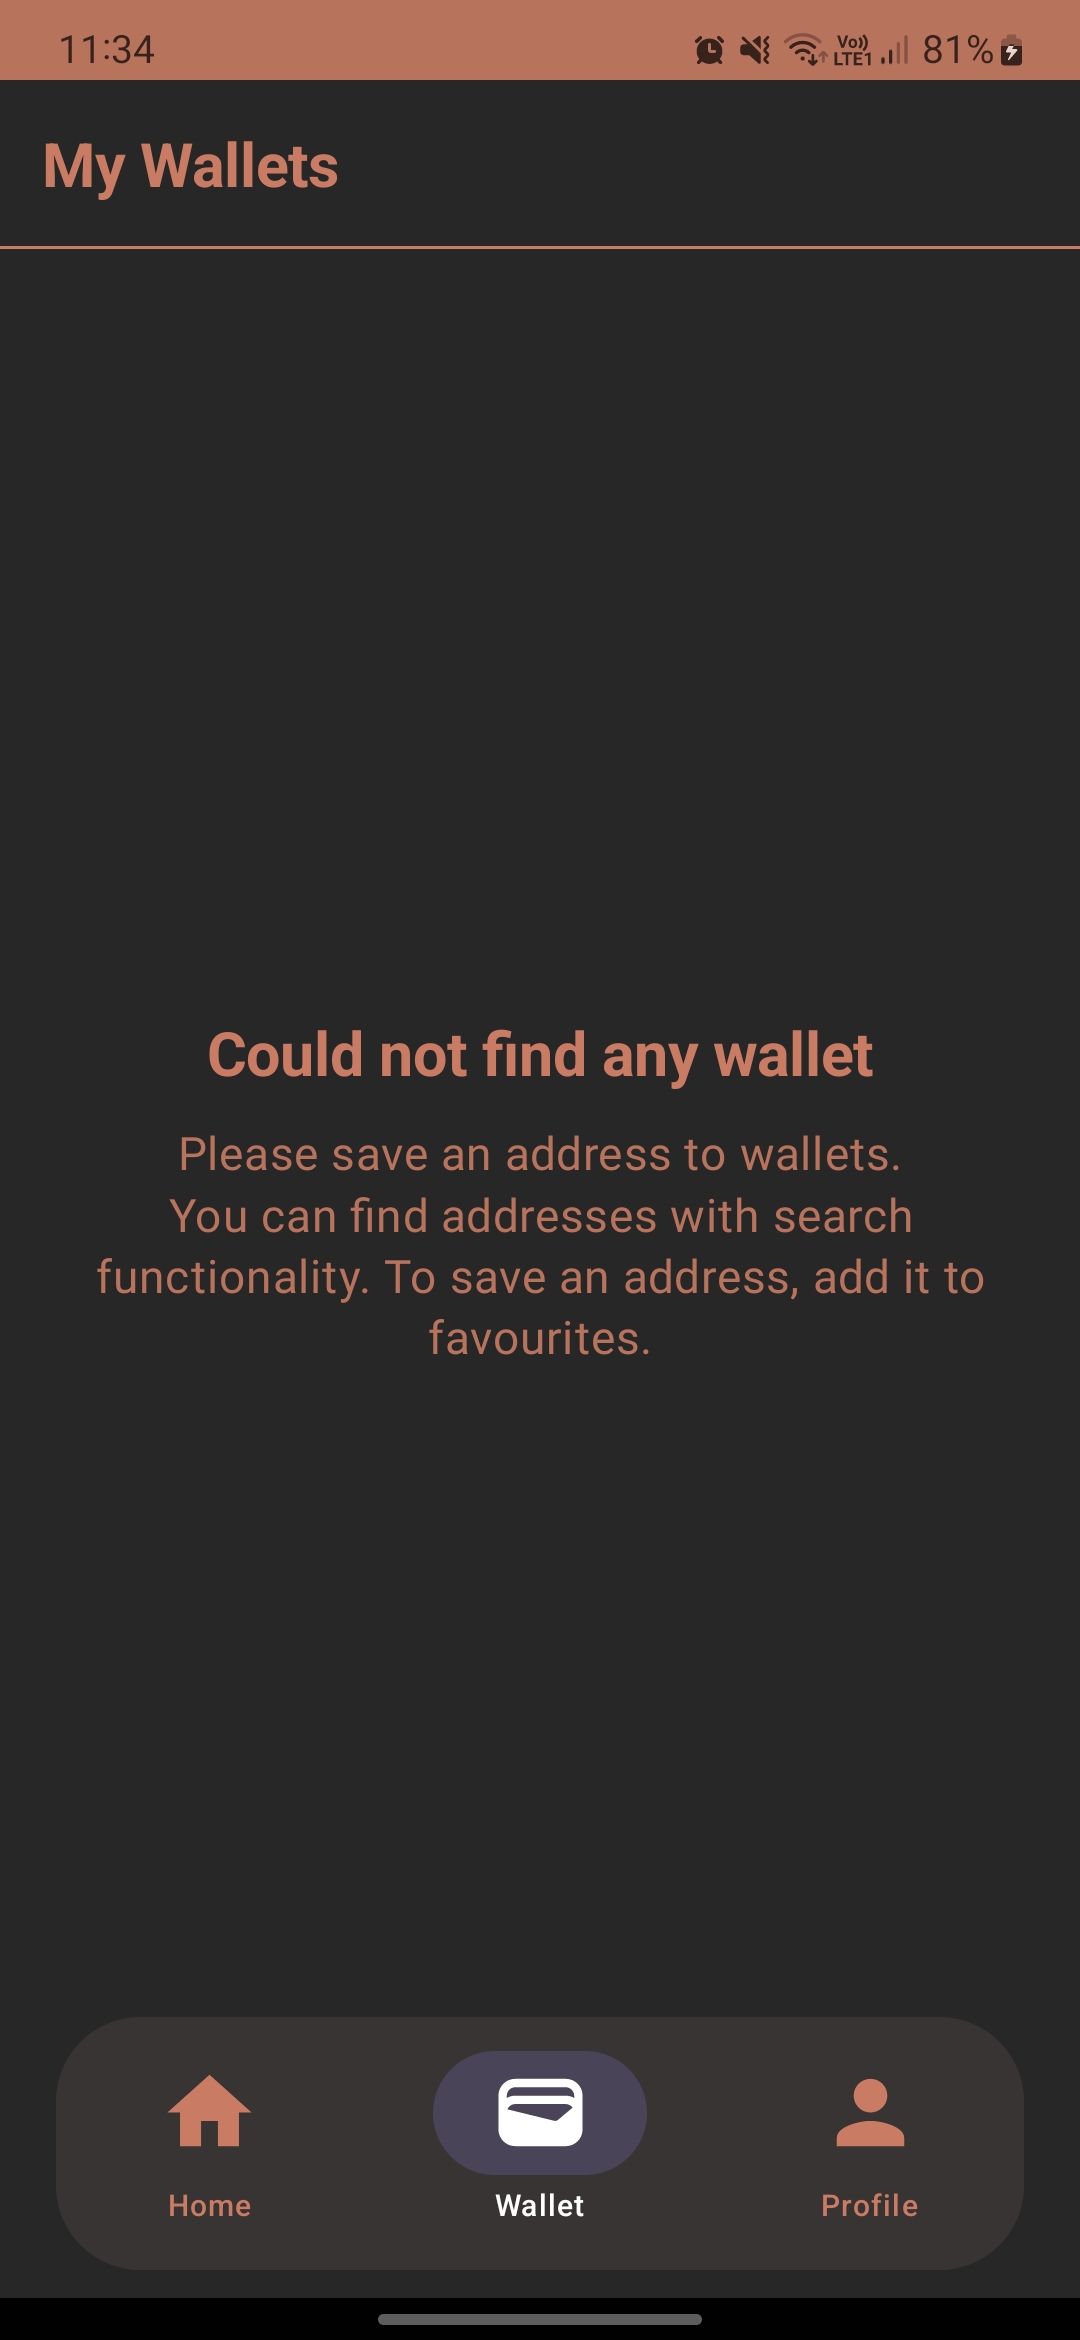 11:34
Vo)) LTE1 81%
My Wallets
Could not find any wallet
Please save an address to wallets.
You can find addresses with search
functionality. To save an address, add it to
favourites.
Home Wallet Profile